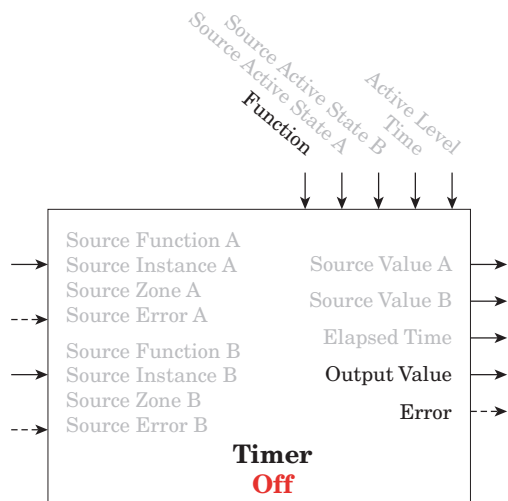 Function
Source Active State A
Source Active State B
Time
Active Level
Source Function A
Source Instance A
Source Zone A
Source Error A
Source Function B
Source Instance B
Source Zone B
Source Error B
Source Value A
Source Value B
Elapsed Time
Output Value
Error
Timer
Off